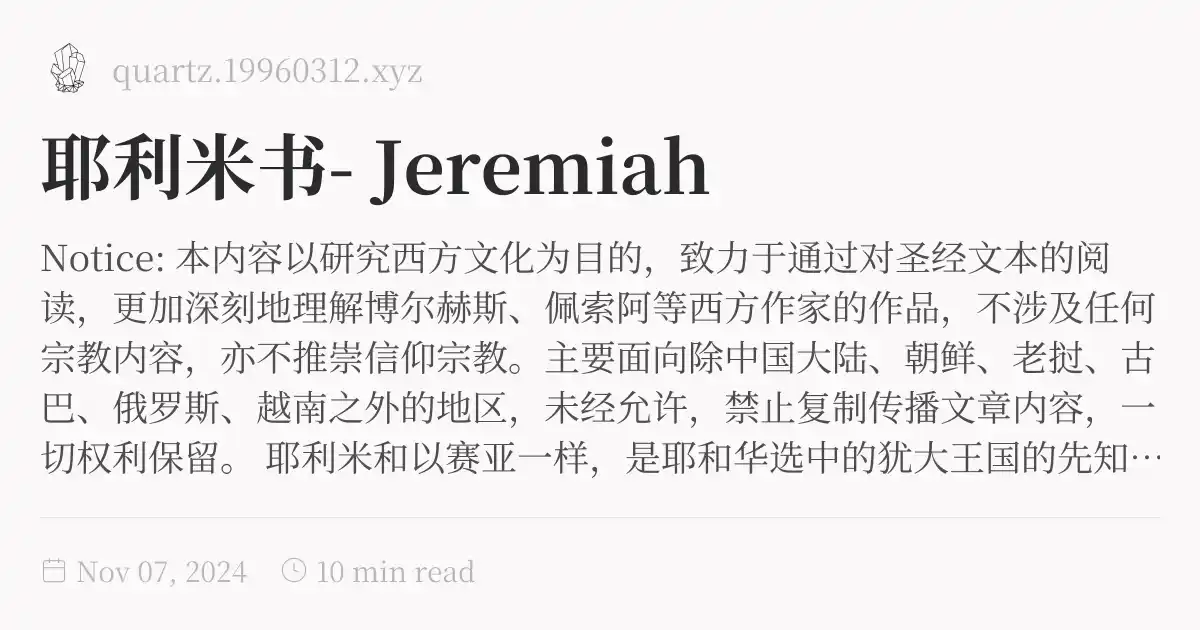 quartz.19960312.xyz
耶利米书- Jeremiah
Notice: 本内容以研究西方文化为目的，致力于通过对圣经文本的阅
读，更加深刻地理解博尔赫斯、佩索阿等西方作家的作品，不涉及任何
宗教内容，亦不推崇信仰宗教。主要面向除中国大陆、朝鲜、老挝、古
巴、俄罗斯、越南之外的地区，未经允许，禁止复制传播文章内容，一
切权利保留。 耶利米和以赛亚一样，是耶和华选中的犹大王国的先知…
Nov 07, 2024 10 min read